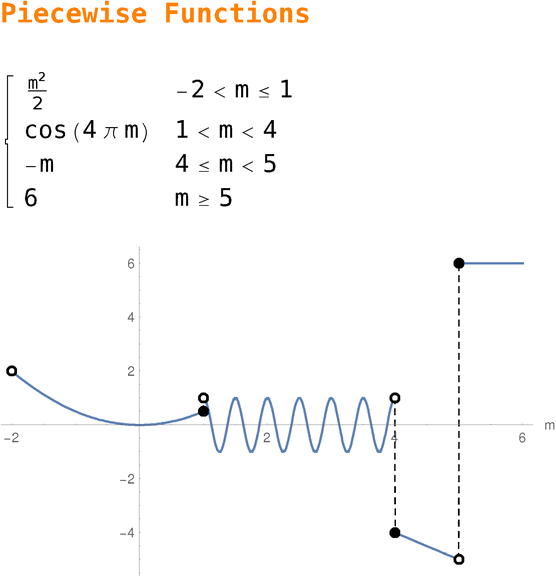 Piecewise Functions
m²/2 -2 < m ≤ 1
cos (4 π m) 1 < m < 4
-m 4 ≤ m < 5
6 m ≥ 5
6
4
2
-2 2 4 6 m
-2
-4